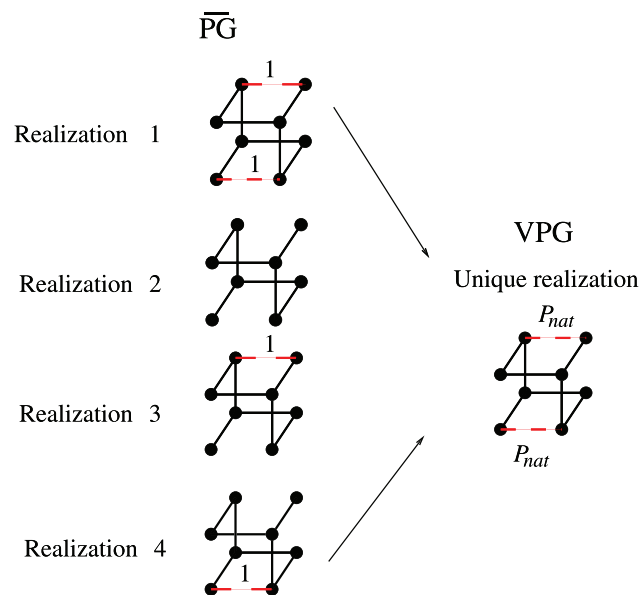 PG
1
Realization 1
1
VPG
Realization 2
Unique realization
P_nat
1
Realization 3
P_nat
Realization 4
1